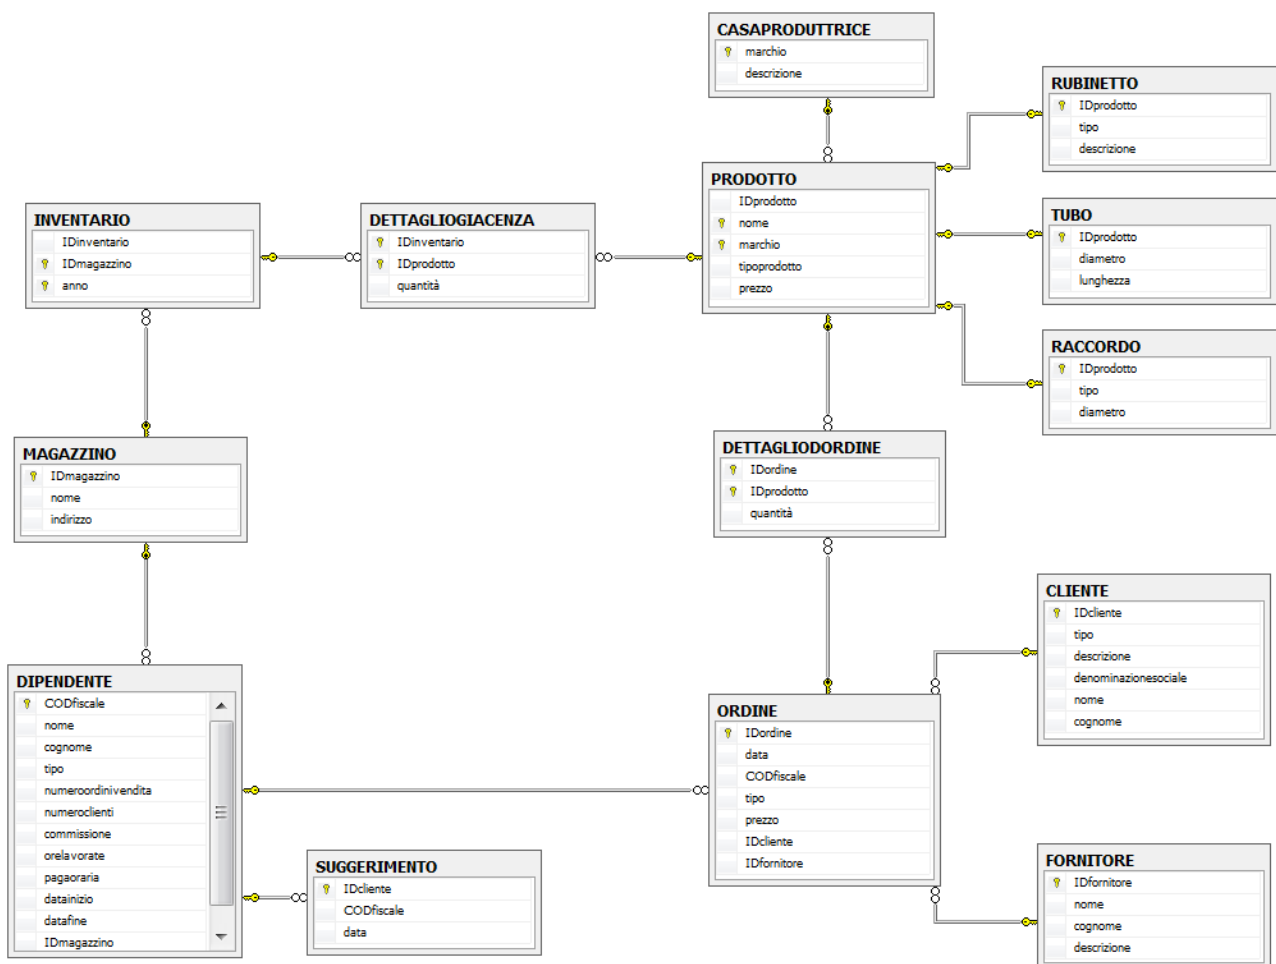 CASAPRODUTTRICE
marchio
descrizione
RUBINETTO
IDprodotto
tipo
descrizione
PRODOTTO
IDprodotto
nome
marchio
tipoprodotto
prezzo
TUBO
IDprodotto
diametro
lunghezza
INVENTARIO
IDinventario
IDmagazzino
anno
DETTAGLIOGIACENZA
IDinventario
IDprodotto
quantità
RACCORDO
IDprodotto
tipo
diametro
MAGAZZINO
IDmagazzino
nome
indirizzo
DETTAGLIODORDINE
IDordine
IDprodotto
quantità
CLIENTE
IDcliente
tipo
descrizione
denominazionesociale
nome
cognome
DIPENDENTE
CODfiscale
nome
cognome
tipo
numeroordinivendita
numeroclienti
commissione
orelavorate
pagaoraria
datainizio
datafine
IDmagazzino
ORDINE
IDordine
data
CODfiscale
tipo
prezzo
IDcliente
IDfornitore
SUGGERIMENTO
IDcliente
CODfiscale
data
FORNITORE
IDfornitore
nome
cognome
descrizione